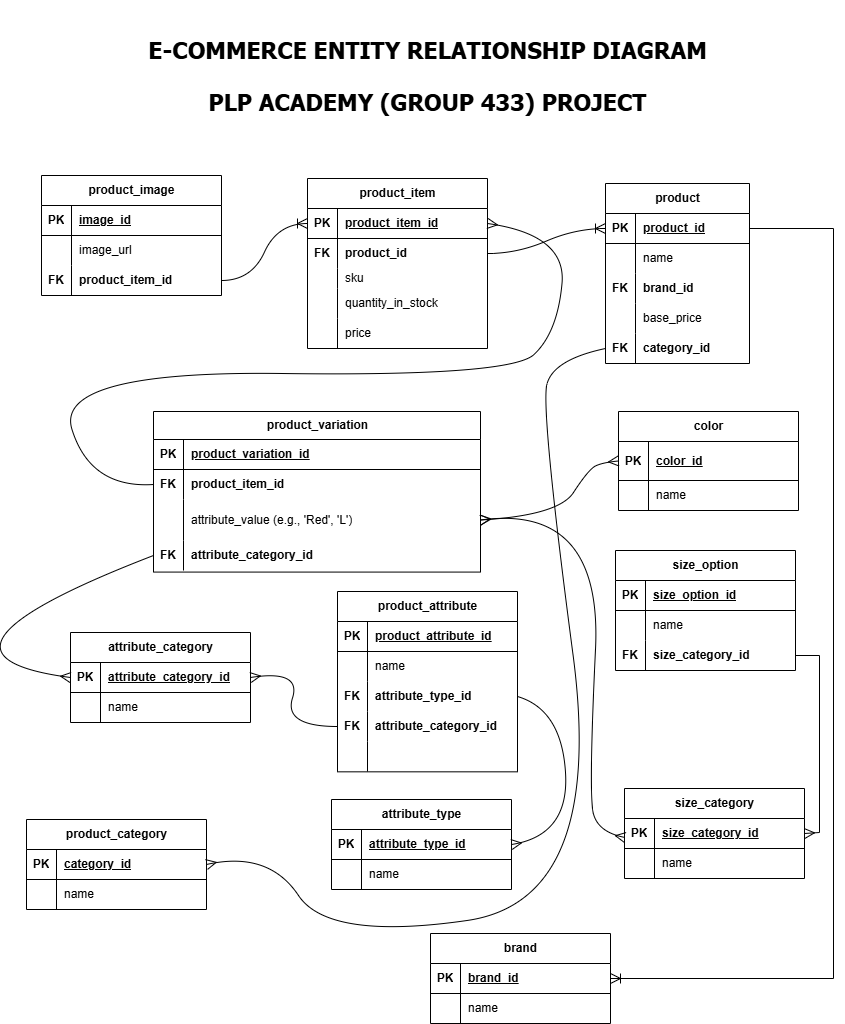 E-COMMERCE ENTITY RELATIONSHIP DIAGRAM
PLP ACADEMY (GROUP 433) PROJECT
product_image
PK image_id
image_url
FK product_item_id
product_item
PK product_item_id
FK product_id
sku
quantity_in_stock
price
product
PK product_id
name
FK brand_id
base_price
FK category_id
product_variation
PK product_variation_id
FK product_item_id
attribute_value (e.g., 'Red', 'L')
FK attribute_category_id
color
PK color_id
name
size_option
PK size_option_id
name
FK size_category_id
product_attribute
PK product_attribute_id
name
FK attribute_type_id
FK attribute_category_id
attribute_category
PK attribute_category_id
name
attribute_type
PK attribute_type_id
name
size_category
PK size_category_id
name
product_category
PK category_id
name
brand
PK brand_id
name